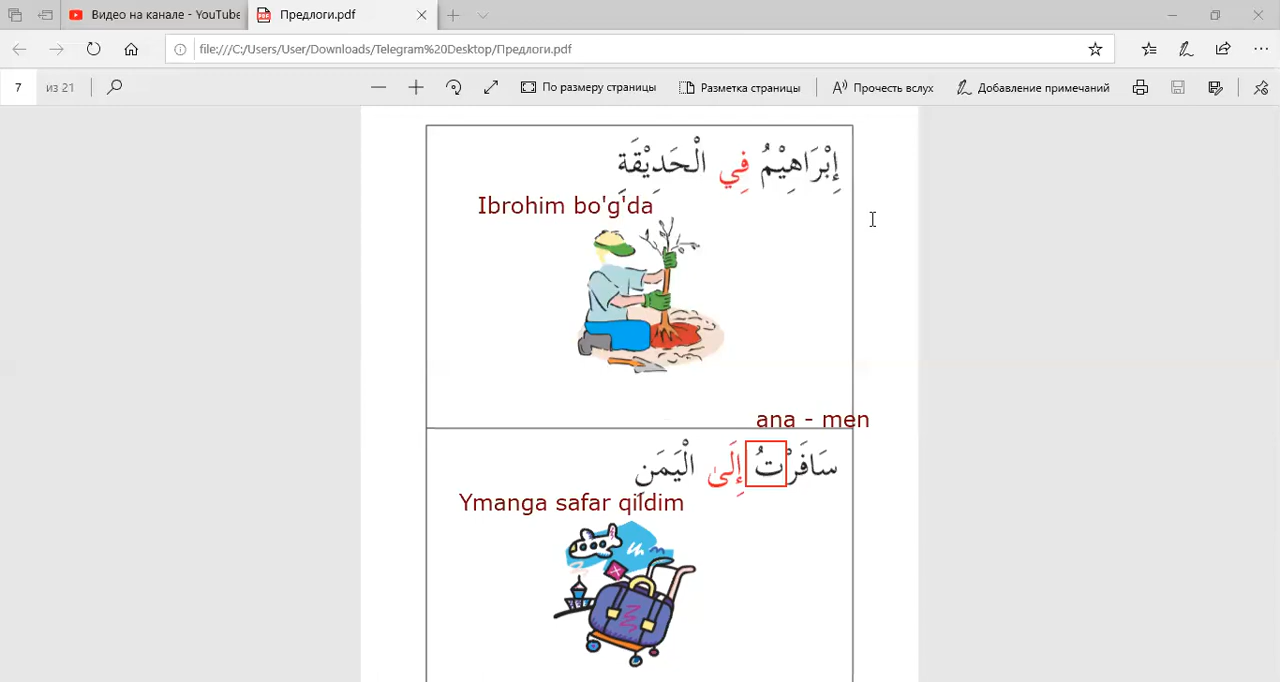 Видео на канале - YouTube
Предлоги.pdf
file:///C:/Users/User/Downloads/Telegram%20Desktop/Предлоги.pdf
7 из 21
По размеру страницы
Разметка страницы
Прочесть вслух
Добавление примечаний
إِبْرَاهِيْمُ فِي الْحَدِيْقَةِ
Ibrohim bo'g'da
ana - men
سَافَرْتُ إِلَىٰ الْيَمَنِ
Ymanga safar qildim